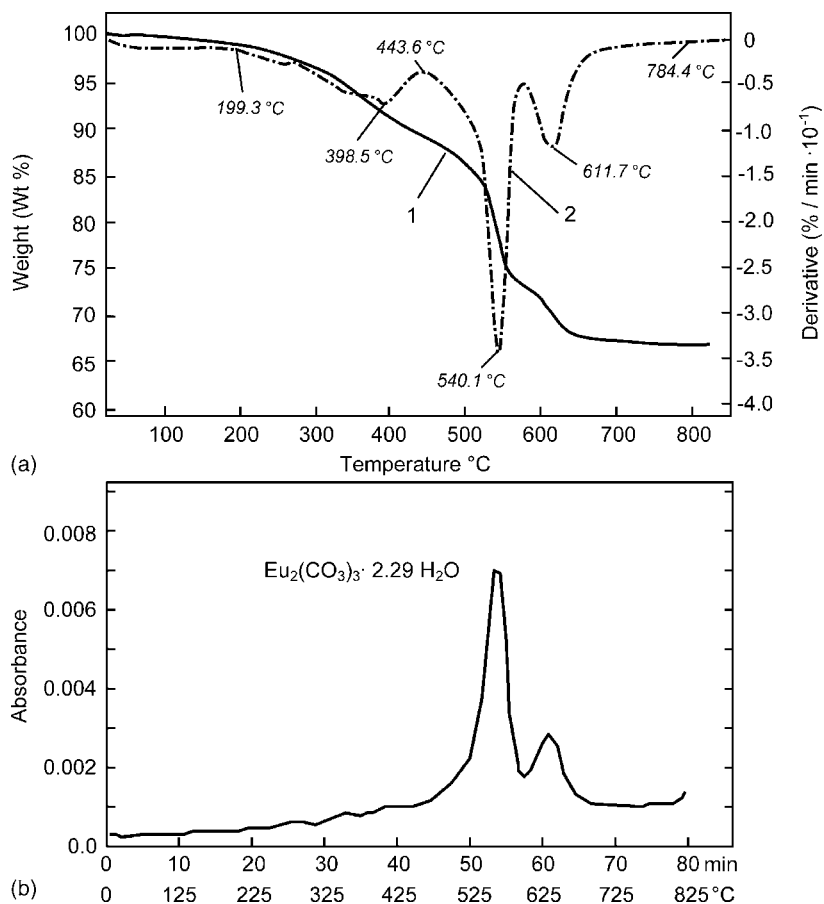 100
95
90
85
75
70
65
60
Weight (Wt %)
0
-0.5
-1.0
-1.5
-2.0
-2.5
-3.0
-3.5
-4.0
Derivative (% / min ·10⁻¹)
443.6 °C
199.3 °C
398.5 °C
784.4 °C
611.7 °C
1
2
540.1 °C
100 200 300 400 500 600 700 800
(a)
Temperature °C
0.008
Eu₂(CO₃)₃· 2.29 H₂O
0.006
Absorbance
0.004
0.002
0.0
0 10 20 30 40 50 60 70 80 min
(b)
0 125 225 325 425 525 625 725 825 °C